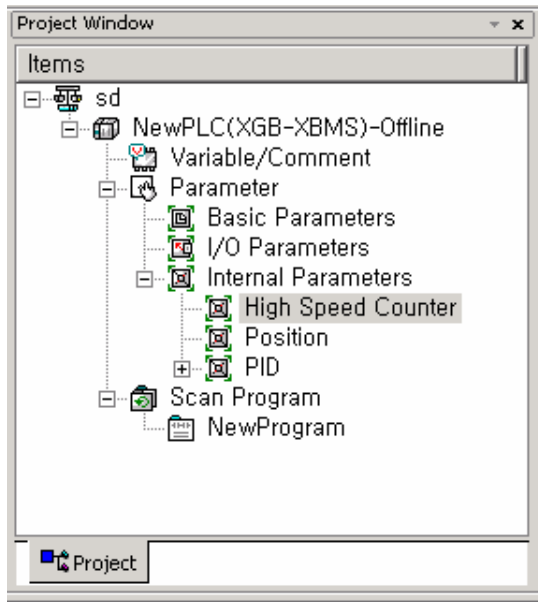 Project Window
Items
sd
NewPLC(XGB-XBMS)-Offline
Variable/Comment
Parameter
Basic Parameters
I/O Parameters
Internal Parameters
High Speed Counter
Position
PID
Scan Program
NewProgram
Project